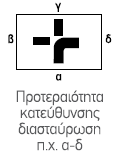 γ
β δ
α
Προτεραιότητα
κατεύθυνσης
διασταύρωση
π.χ. α-δ